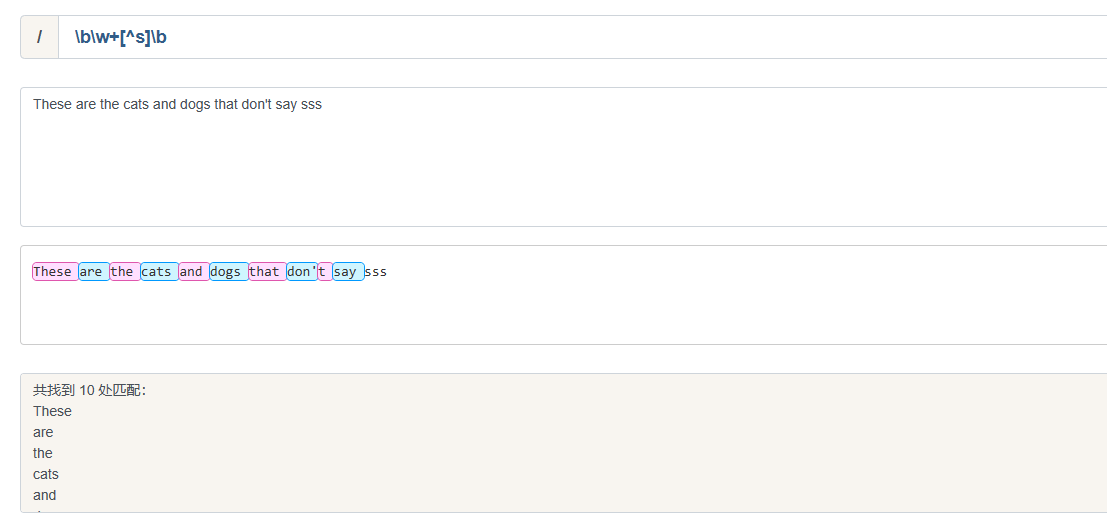 / \b\w+[^s]\b
These are the cats and dogs that don't say sss
These are the cats and dogs that don't say sss
共找到 10 处匹配：
These
are
the
cats
and